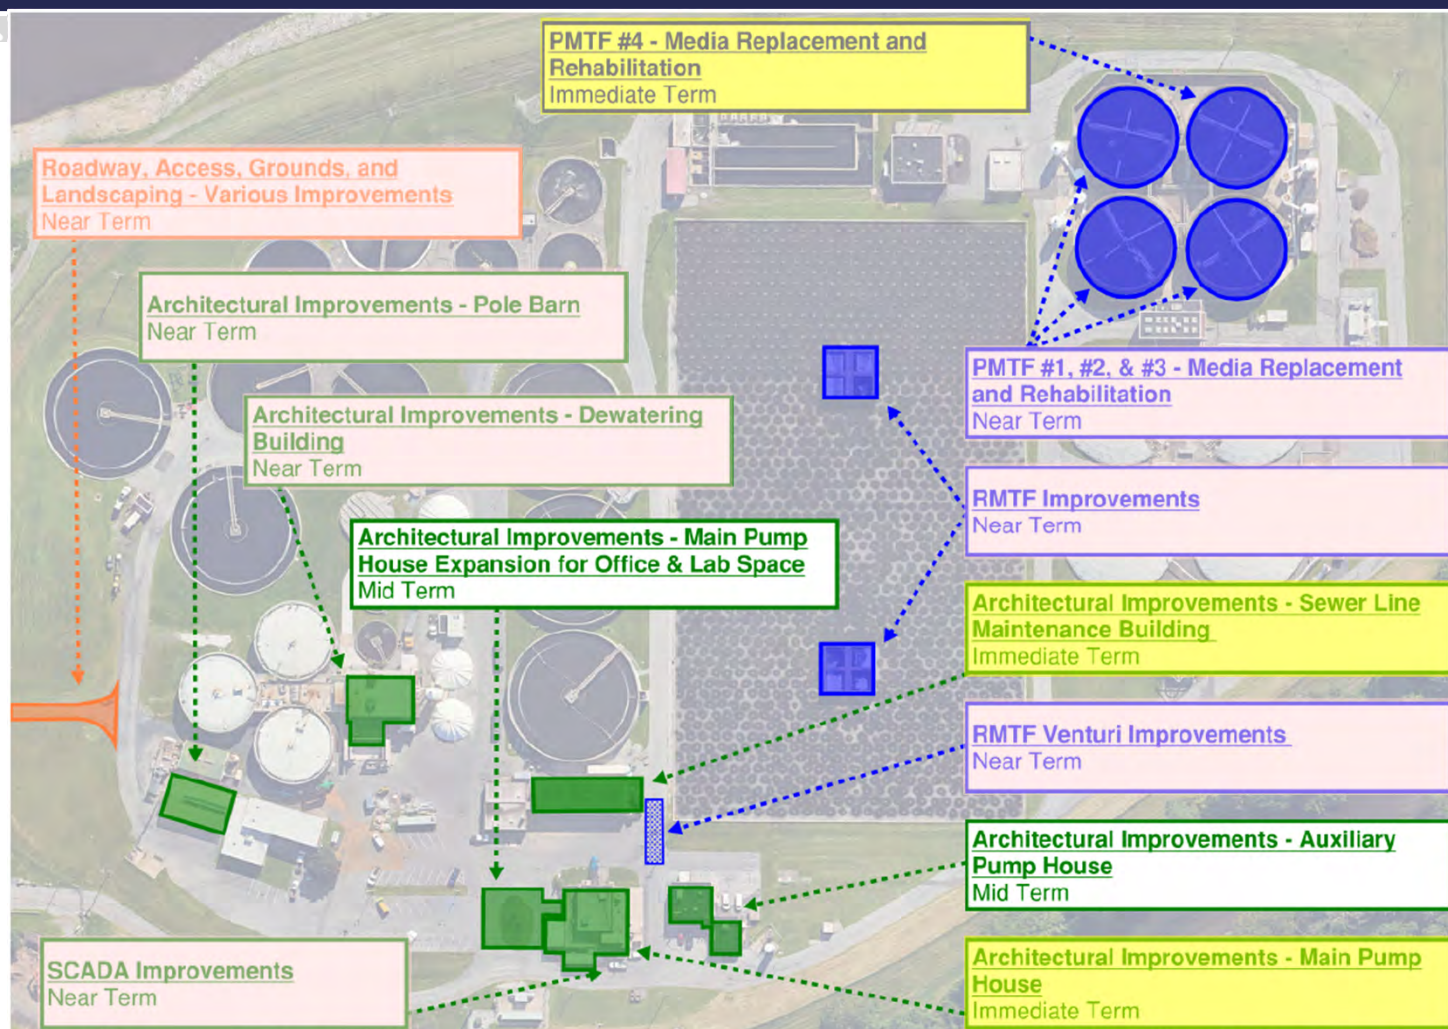 PMTF #4 - Media Replacement and
Rehabilitation
Immediate Term
Roadway, Access, Grounds, and
Landscaping - Various Improvements
Near Term
Architectural Improvements - Pole Barn
Near Term
PMTF #1, #2, & #3 - Media Replacement
and Rehabilitation
Near Term
Architectural Improvements - Dewatering
Building
Near Term
RMTF Improvements
Near Term
Architectural Improvements - Main Pump
House Expansion for Office & Lab Space
Mid Term
Architectural Improvements - Sewer Line
Maintenance Building
Immediate Term
RMTF Venturi Improvements
Near Term
Architectural Improvements - Auxiliary
Pump House
Mid Term
SCADA Improvements
Near Term
Architectural Improvements - Main Pump
House
Immediate Term